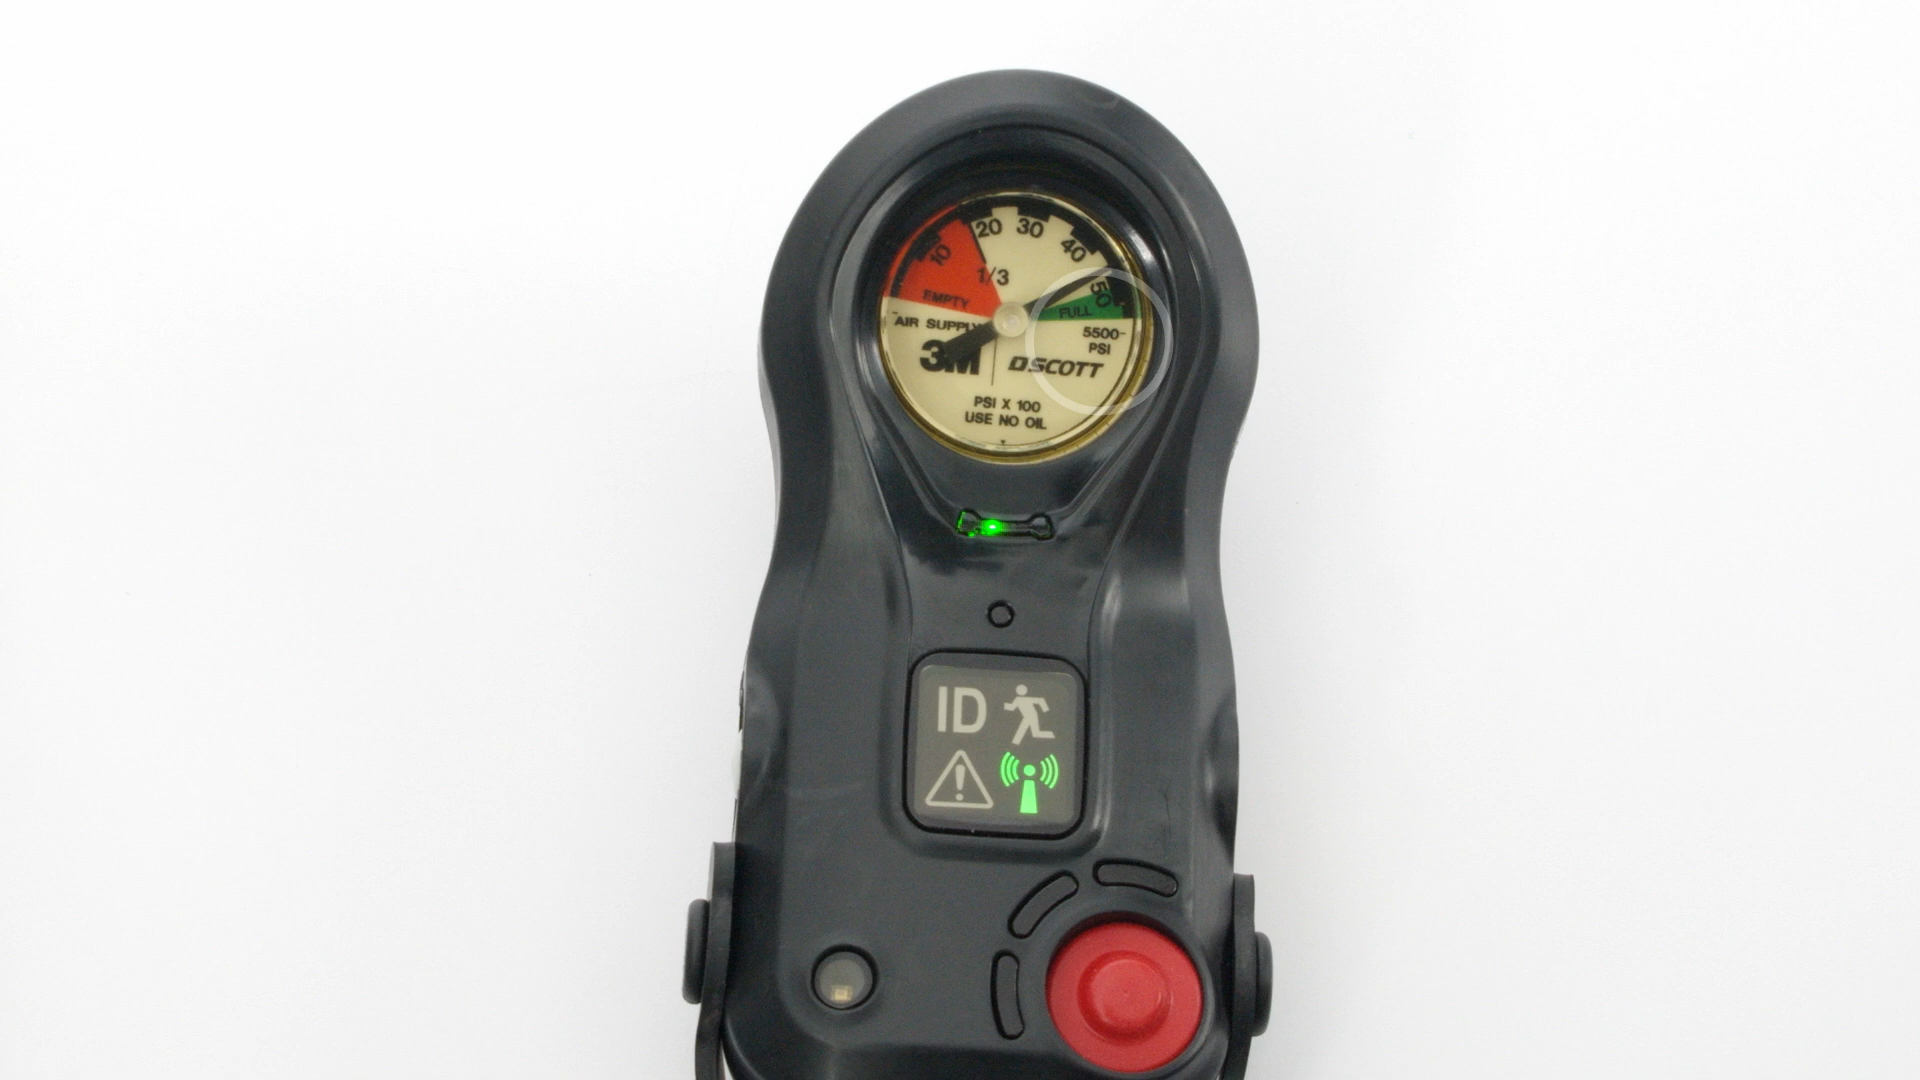 10 20 30 40 50
1/3
EMPTY
FULL
AIR SUPPLY
5500
PSI
3M
SCOTT
PSI X 100
USE NO OIL
ID